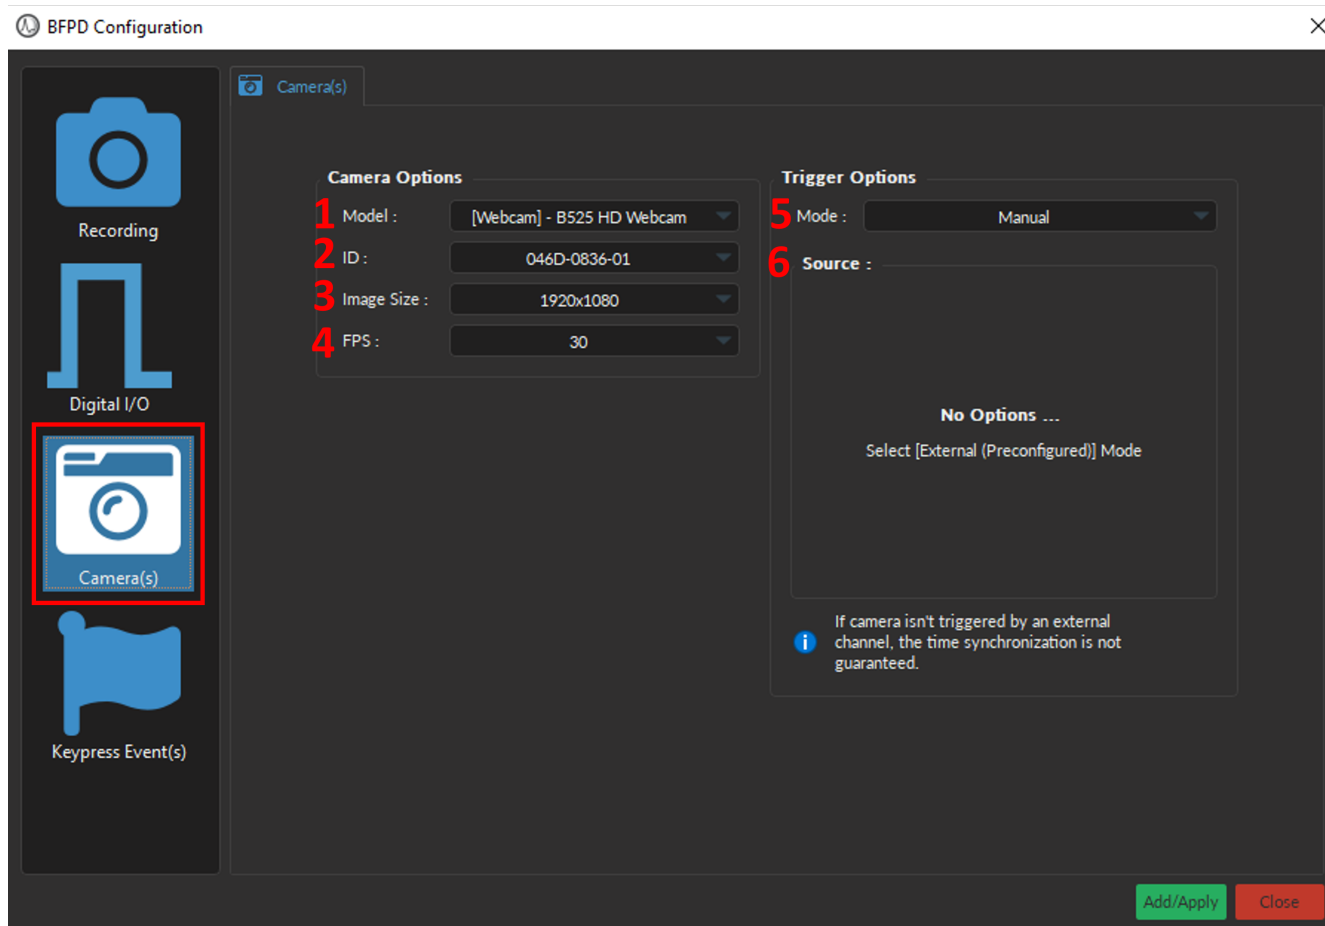 BFPD Configuration
Recording
Digital I/O
Camera(s)
Keypress Event(s)
Camera(s)
Camera Options
1 Model : [Webcam] - B525 HD Webcam
2 ID : 046D-0836-01
3 Image Size : 1920x1080
4 FPS : 30
Trigger Options
5 Mode : Manual
6 Source :
No Options ...
Select [External (Preconfigured)] Mode
i
If camera isn't triggered by an external
channel, the time synchronization is not
guaranteed.
Add/Apply
Close